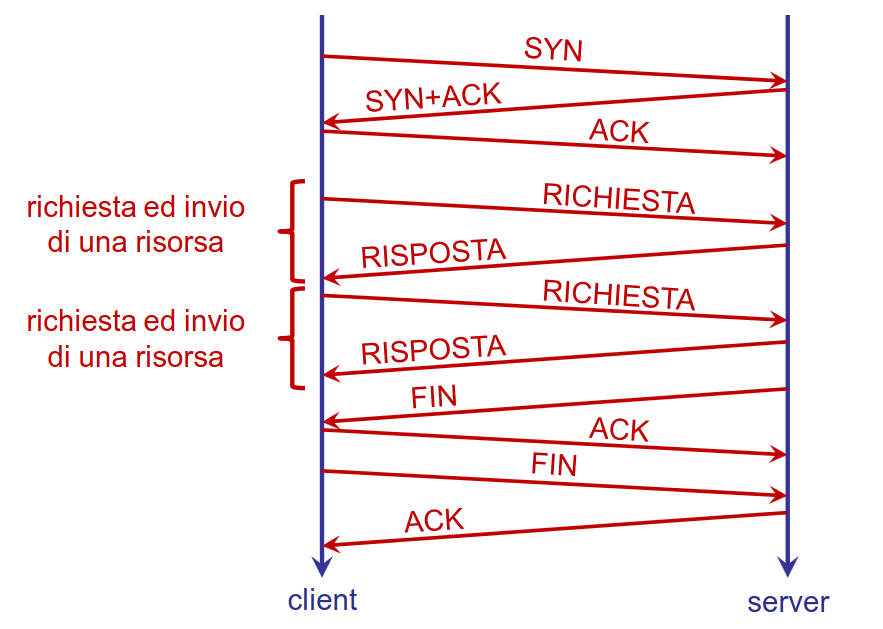 SYN
SYN+ACK
ACK
richiesta ed invio
di una risorsa
RICHIESTA
RISPOSTA
richiesta ed invio
di una risorsa
RICHIESTA
RISPOSTA
FIN
ACK
FIN
ACK
client
server